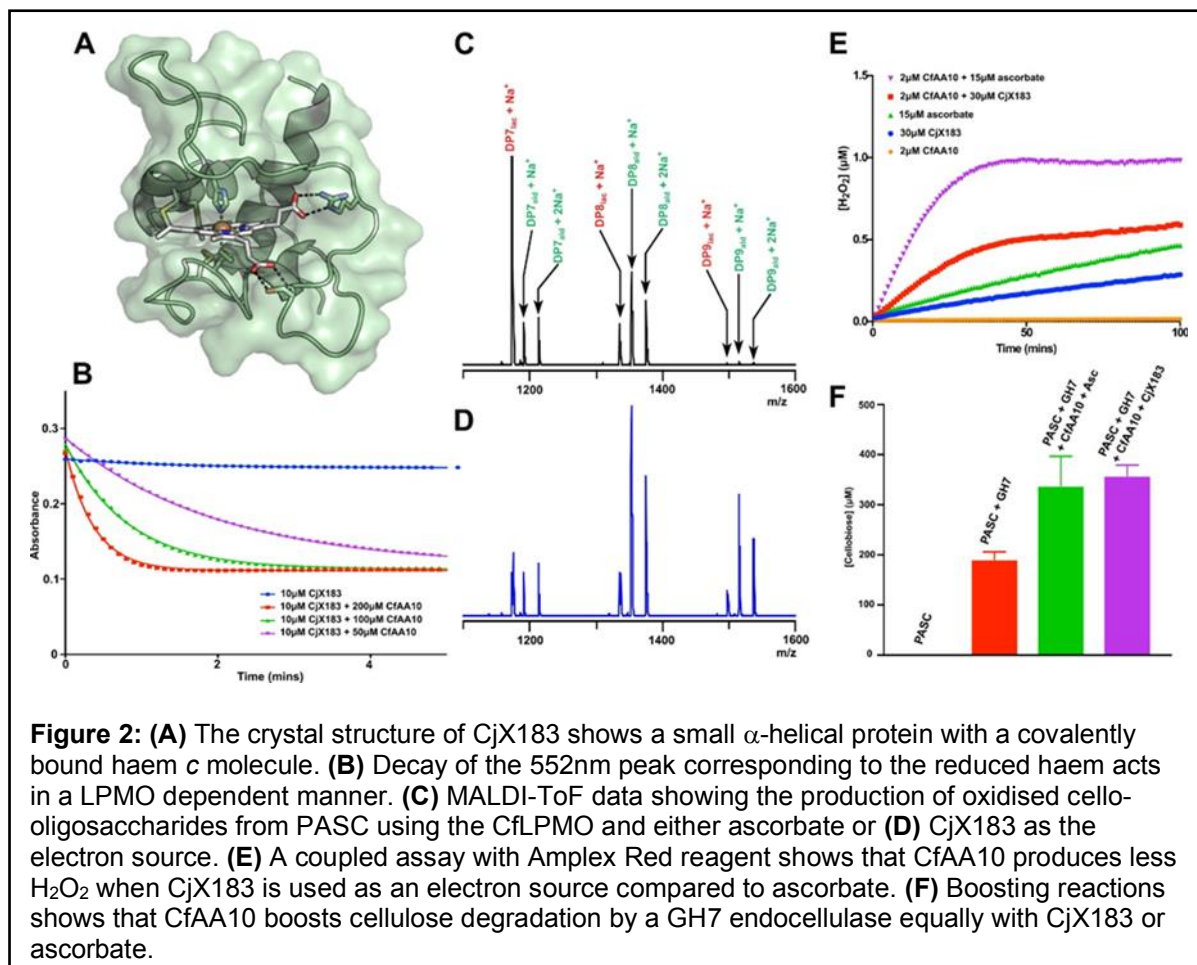 A
B
0.3
0.2
0.1
0
Absorbance
0
2
4
Time (mins)
10µM CjX183
10µM CjX183 + 200µM CfAA10
10µM CjX183 + 100µM CfAA10
10µM CjX183 + 50µM CfAA10
C
DP7lac + Na+
DP7ald + Na+
DP7ald + 2Na+
DP8lac + Na+
DP8ald + Na+
DP8ald + 2Na+
DP9lac + Na+
DP9ald + Na+
DP9ald + 2Na+
1200
1400
1600
m/z
D
1200
1400
1600
m/z
E
1.5
1.0
0.5
0.0
[H2O2] (µM)
2µM CfAA10 + 15µM ascorbate
2µM CfAA10 + 30µM CjX183
15µM ascorbate
30µM CjX183
2µM CfAA10
0
50
100
Time (mins)
F
500
400
300
200
100
0
[Cellobiose] (µM)
PASC
PASC + GH7
PASC + GH7
+ CfAA10 + Asc
PASC + GH7
+ CfAA10 + CjX183
Figure 2: (A) The crystal structure of CjX183 shows a small α-helical protein with a covalently
bound haem c molecule. (B) Decay of the 552nm peak corresponding to the reduced haem acts
in a LPMO dependent manner. (C) MALDI-ToF data showing the production of oxidised cello-
oligosaccharides from PASC using the CfLPMO and either ascorbate or (D) CjX183 as the
electron source. (E) A coupled assay with Amplex Red reagent shows that CfAA10 produces less
H2O2 when CjX183 is used as an electron source compared to ascorbate. (F) Boosting reactions
shows that CfAA10 boosts cellulose degradation by a GH7 endocellulase equally with CjX183 or
ascorbate.